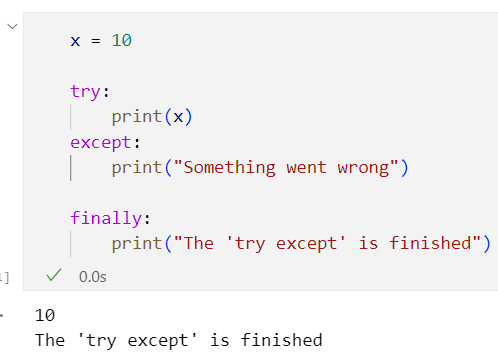 x = 10
try:
    print(x)
except:
    print("Something went wrong")
finally:
    print("The 'try except' is finished")
0.0s
10
The 'try except' is finished